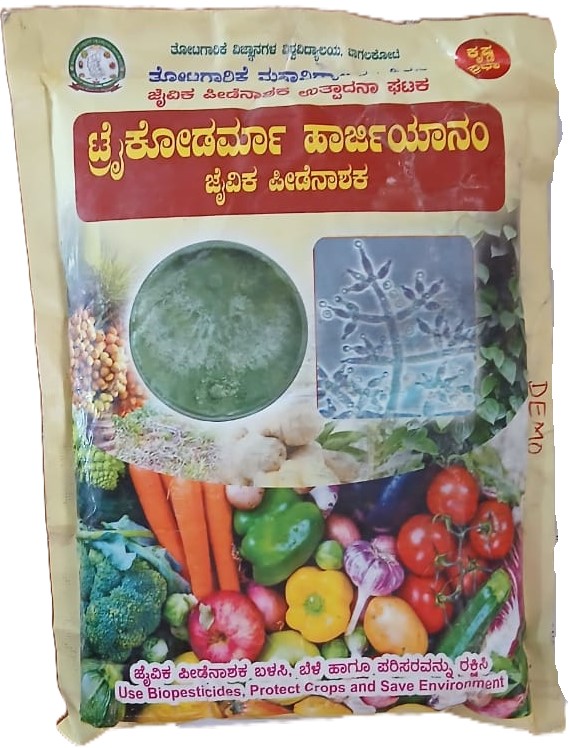 ತೋಟಗಾರಿಕೆ ವಿಜ್ಞಾನಗಳ ವಿಶ್ವವಿದ್ಯಾಲಯ, ಬಾಗಲಕೋಟೆ
ತೋಟಗಾರಿಕೆ
ಜೈವಿಕ ಪೀಡೆನಾಶಕ ಉತ್ಪಾದನಾ ಘಟಕ
ಟ್ರೈಕೋಡರ್ಮಾ ಹಾರ್ಜಿಯಾನಂ
ಜೈವಿಕ ಪೀಡೆನಾಶಕ
DEMO
ಜೈವಿಕ ಪೀಡೆನಾಶಕ ಬಳಸಿ, ಬೆಳೆ ಹಾಗೂ ಪರಿಸರವನ್ನು ರಕ್ಷಿಸಿ
Use Biopesticides, Protect Crops and Save Environment